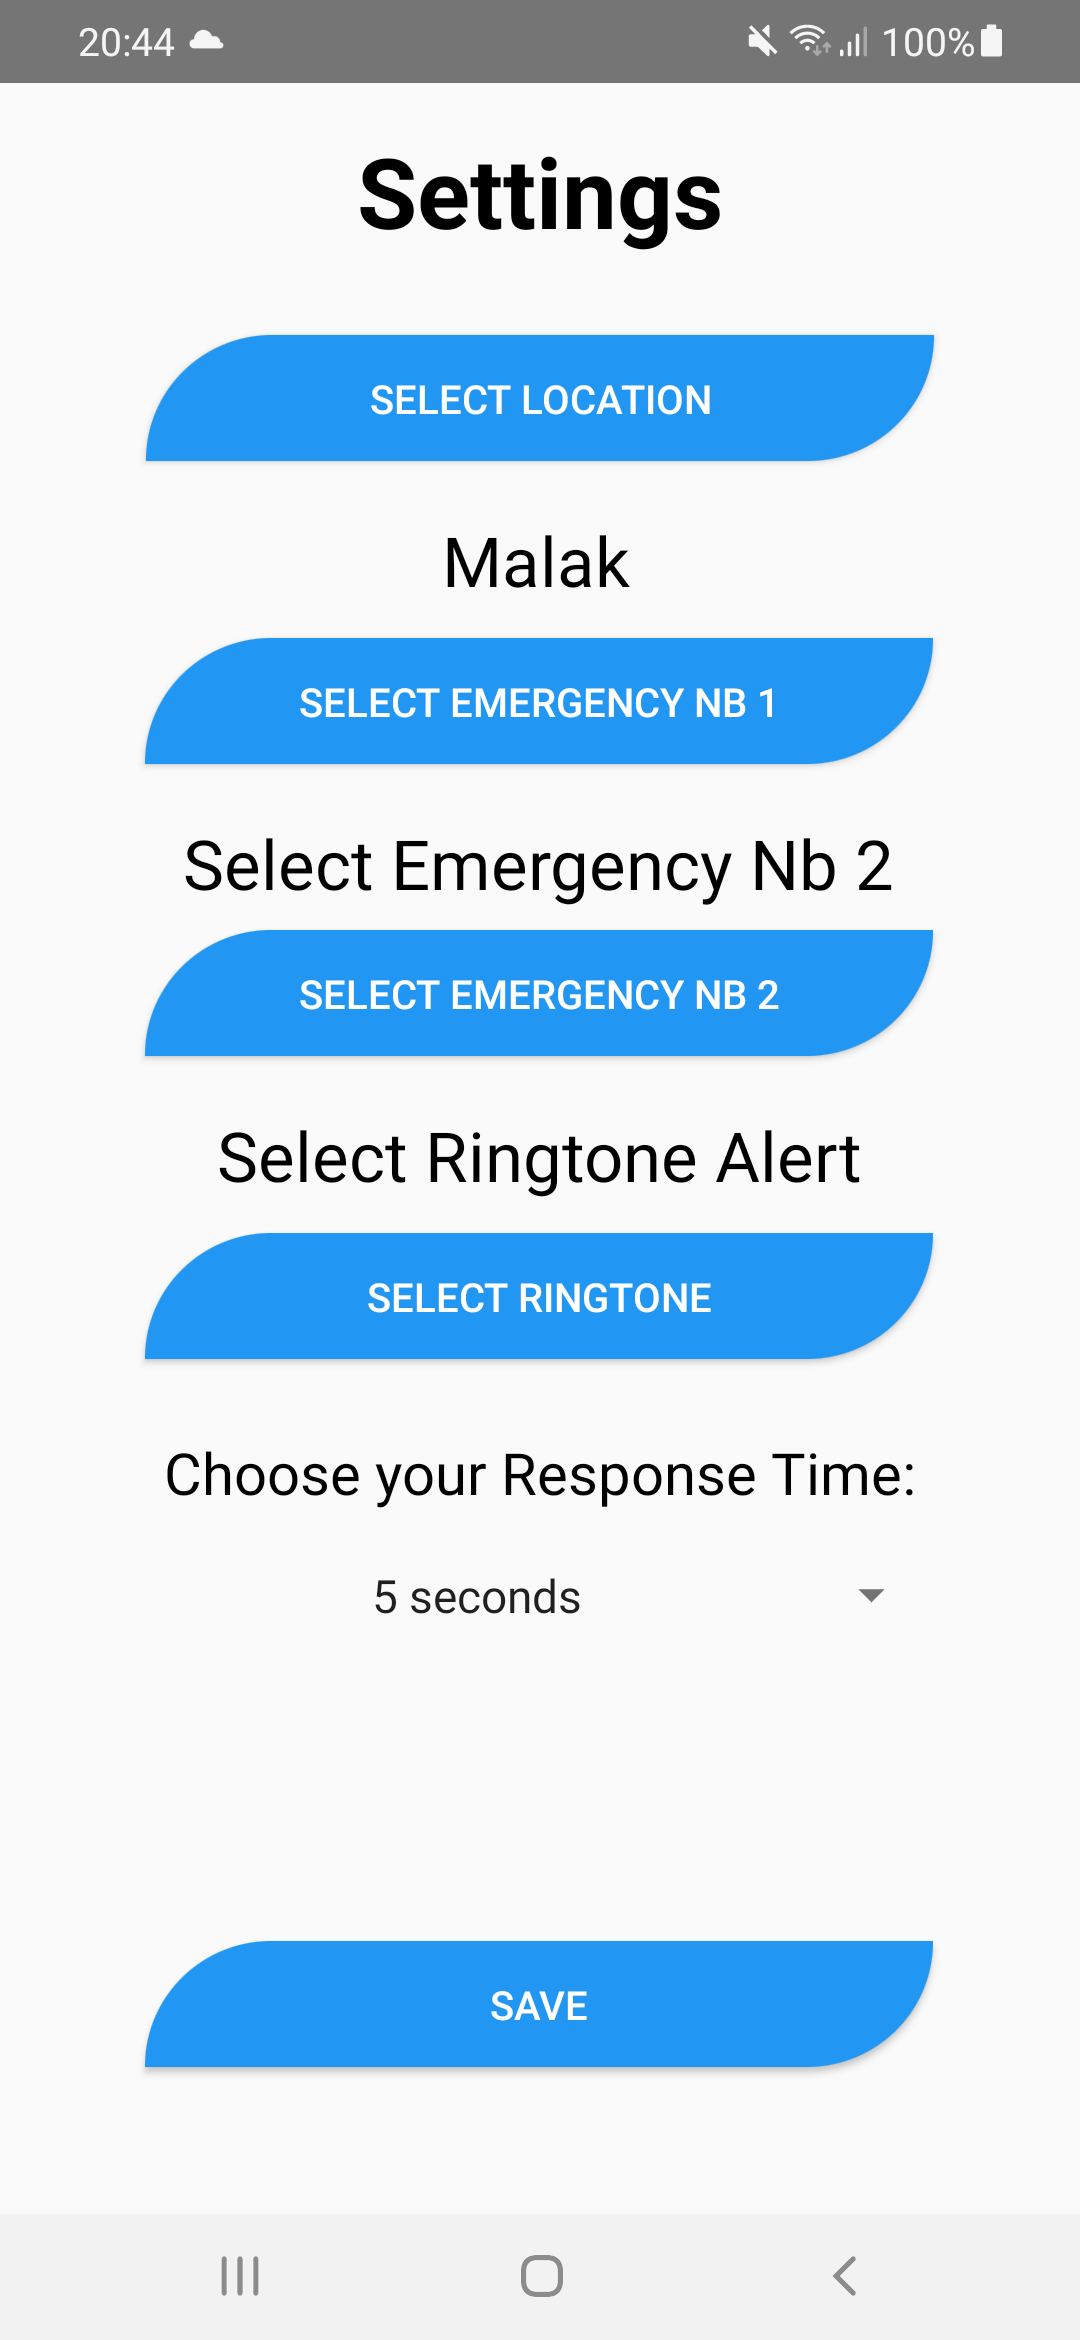 20:44 100%
Settings
SELECT LOCATION
Malak
SELECT EMERGENCY NB 1
Select Emergency Nb 2
SELECT EMERGENCY NB 2
Select Ringtone Alert
SELECT RINGTONE
Choose your Response Time:
5 seconds
SAVE